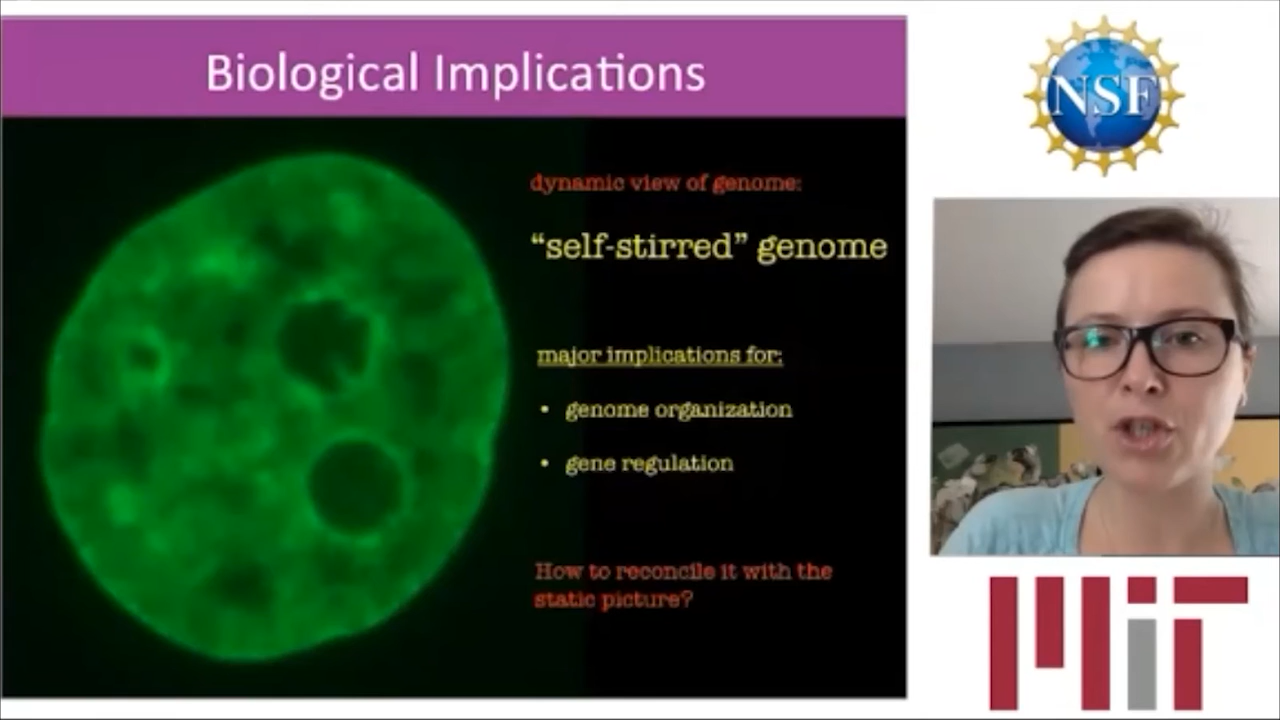 Biological Implications
dynamic view of genome:
“self-stirred” genome
major implications for:
• genome organization
• gene regulation
How to reconcile it with the
static picture?
NSF
MIT